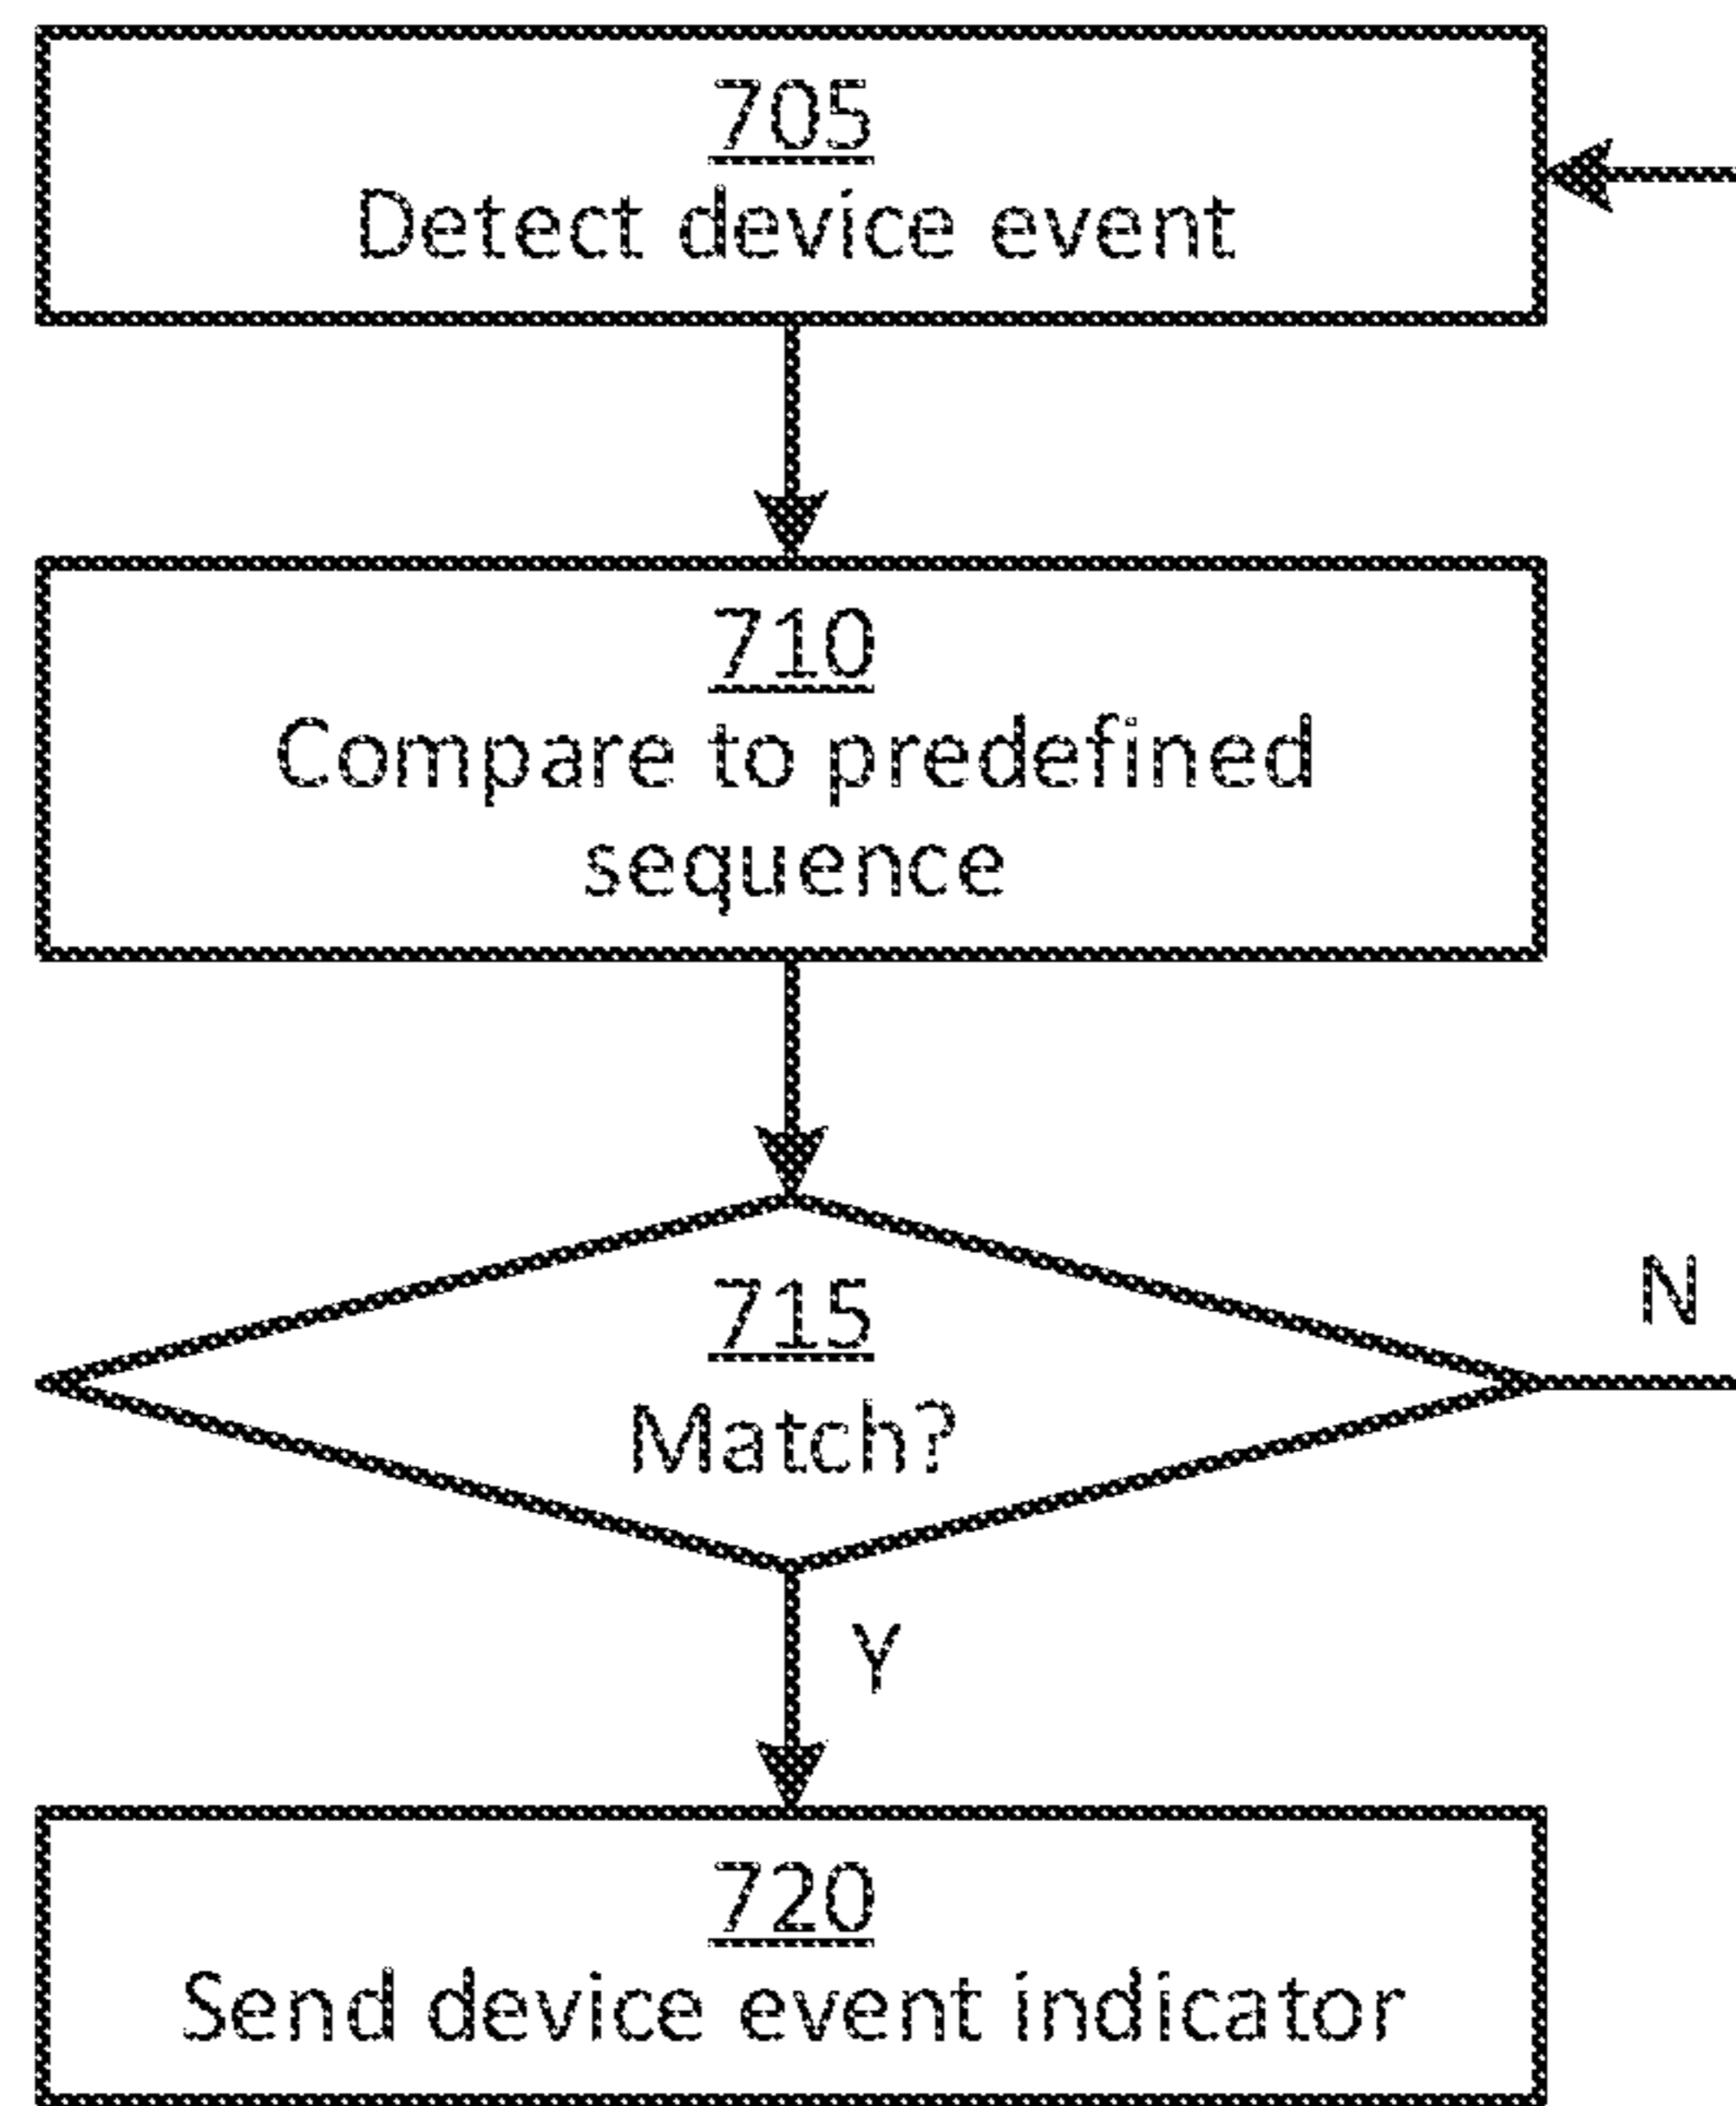 705
Detect device event
710
Compare to predefined
sequence
715
Match?
N
Y
720
Send device event indicator